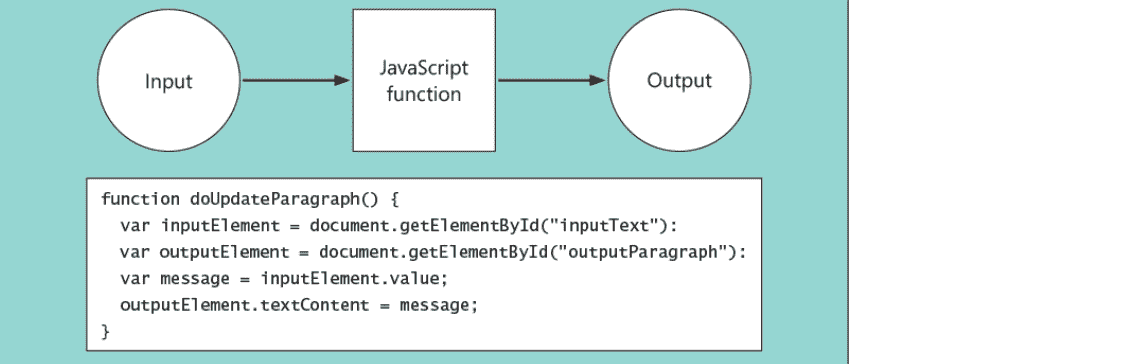 Input
JavaScript
function
Output
function doUpdateParagraph() {
var inputElement = document.getElementById("inputText"):
var outputElement = document.getElementById("outputParagraph"):
var message = inputElement.value;
outputElement.textContent = message;
}